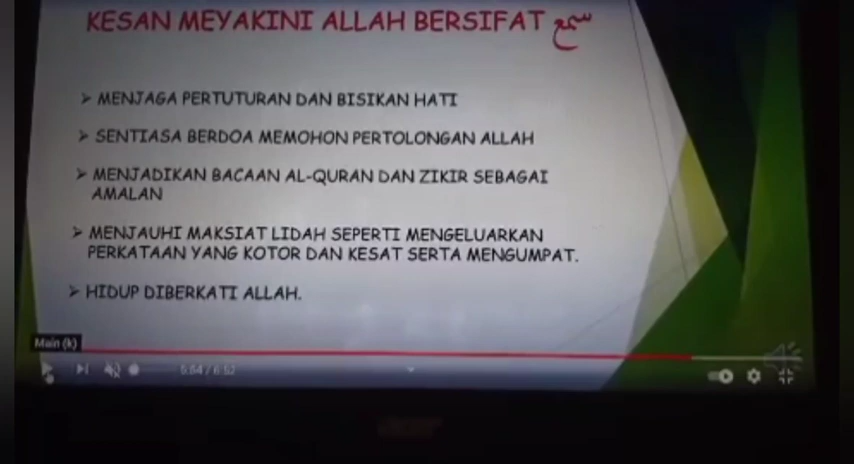 KESAN MEYAKINI ALLAH BERSIFAT سمع
➢ MENJAGA PERTUTURAN DAN BISIKAN HATI
➢ SENTIASA BERDOA MEMOHON PERTOLONGAN ALLAH
➢ MENJADIKAN BACAAN AL-QURAN DAN ZIKIR SEBAGAI
AMALAN
➢ MENJAUHI MAKSIAT LIDAH SEPERTI MENGELUARKAN
PERKATAAN YANG KOTOR DAN KESAT SERTA MENGUMPAT.
➢ HIDUP DIBERKATI ALLAH.
Main (k)
/ 6:52